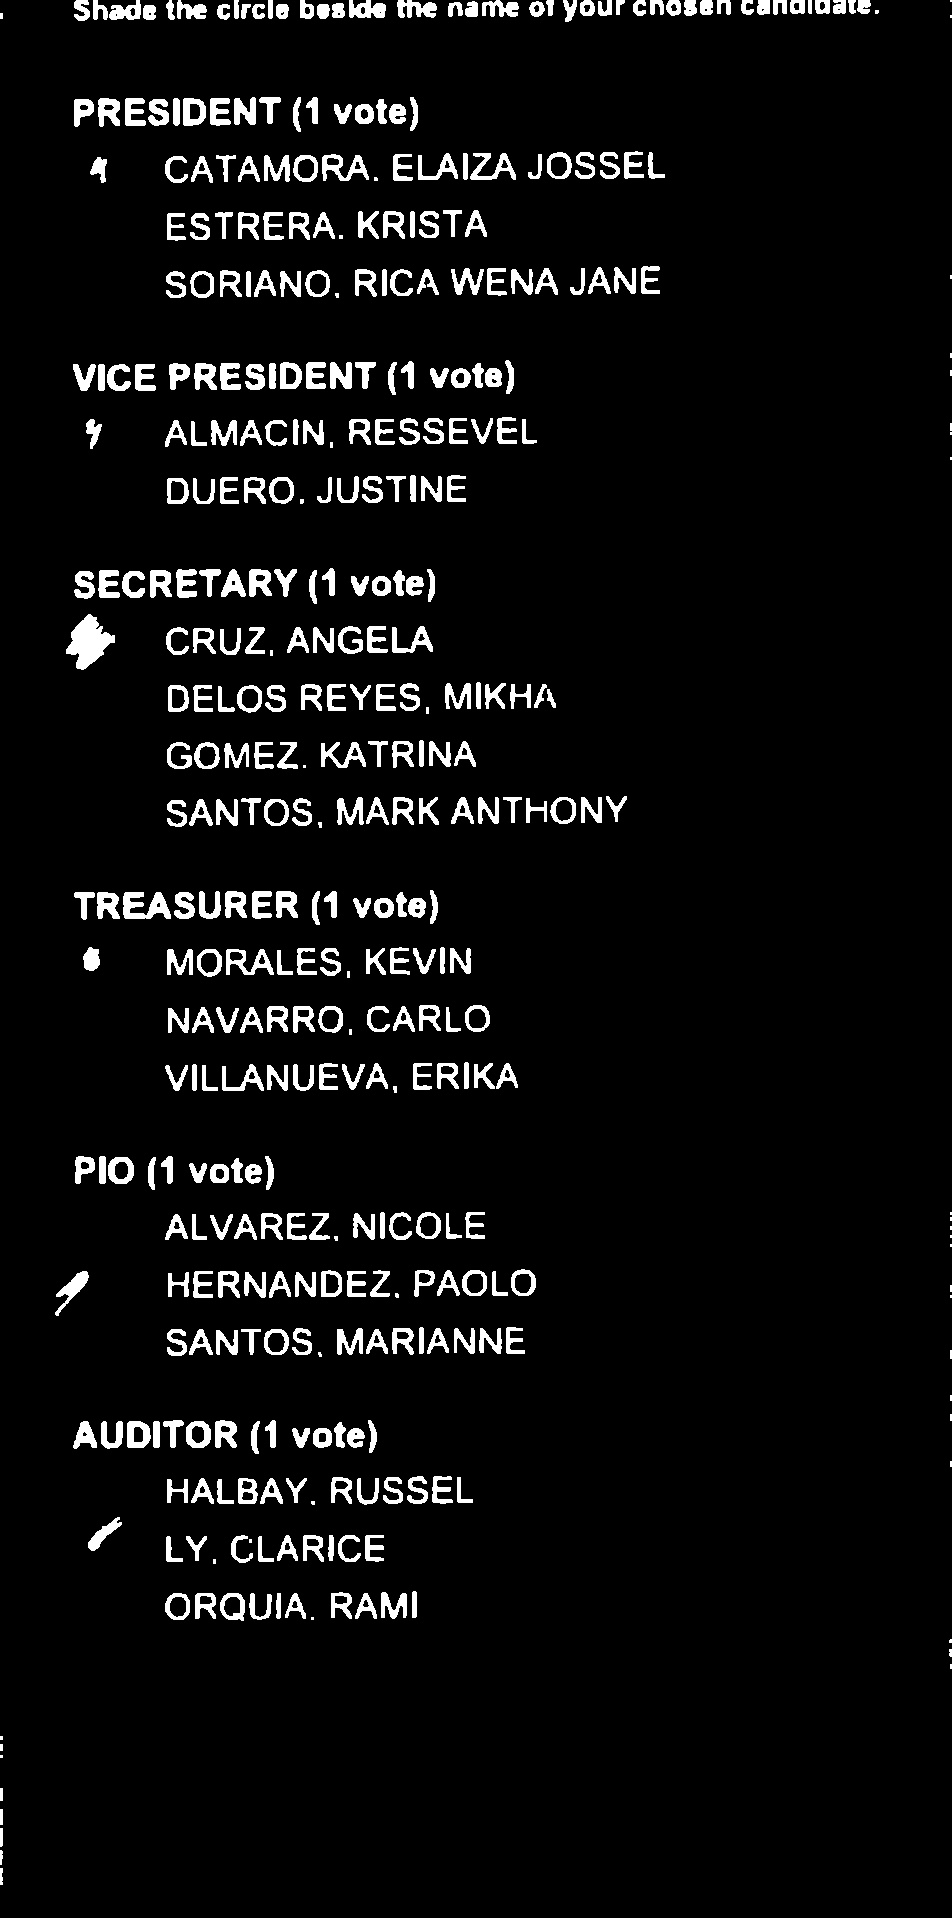 Shade the circle beside the name of your chosen candidate.
PRESIDENT (1 vote)
CATAMORA, ELAIZA JOSSEL
ESTRERA, KRISTA
SORIANO, RICA WENA JANE
VICE PRESIDENT (1 vote)
ALMACIN, RESSEVEL
DUERO, JUSTINE
SECRETARY (1 vote)
CRUZ, ANGELA
DELOS REYES, MIKHA
GOMEZ, KATRINA
SANTOS, MARK ANTHONY
TREASURER (1 vote)
MORALES, KEVIN
NAVARRO, CARLO
VILLANUEVA, ERIKA
PIO (1 vote)
ALVAREZ, NICOLE
HERNANDEZ, PAOLO
SANTOS, MARIANNE
AUDITOR (1 vote)
HALBAY, RUSSEL
LY, CLARICE
ORQUIA, RAMI